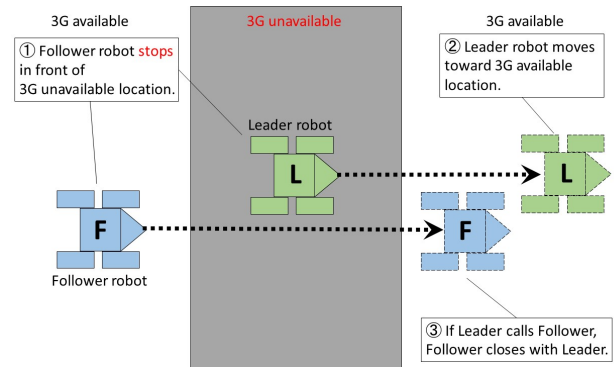 3G available
3G unavailable
3G available
① Follower robot stops
in front of
3G unavailable location.
② Leader robot moves
toward 3G available
location.
Leader robot
L
L
F
F
Follower robot
③ If Leader calls Follower,
Follower closes with Leader.